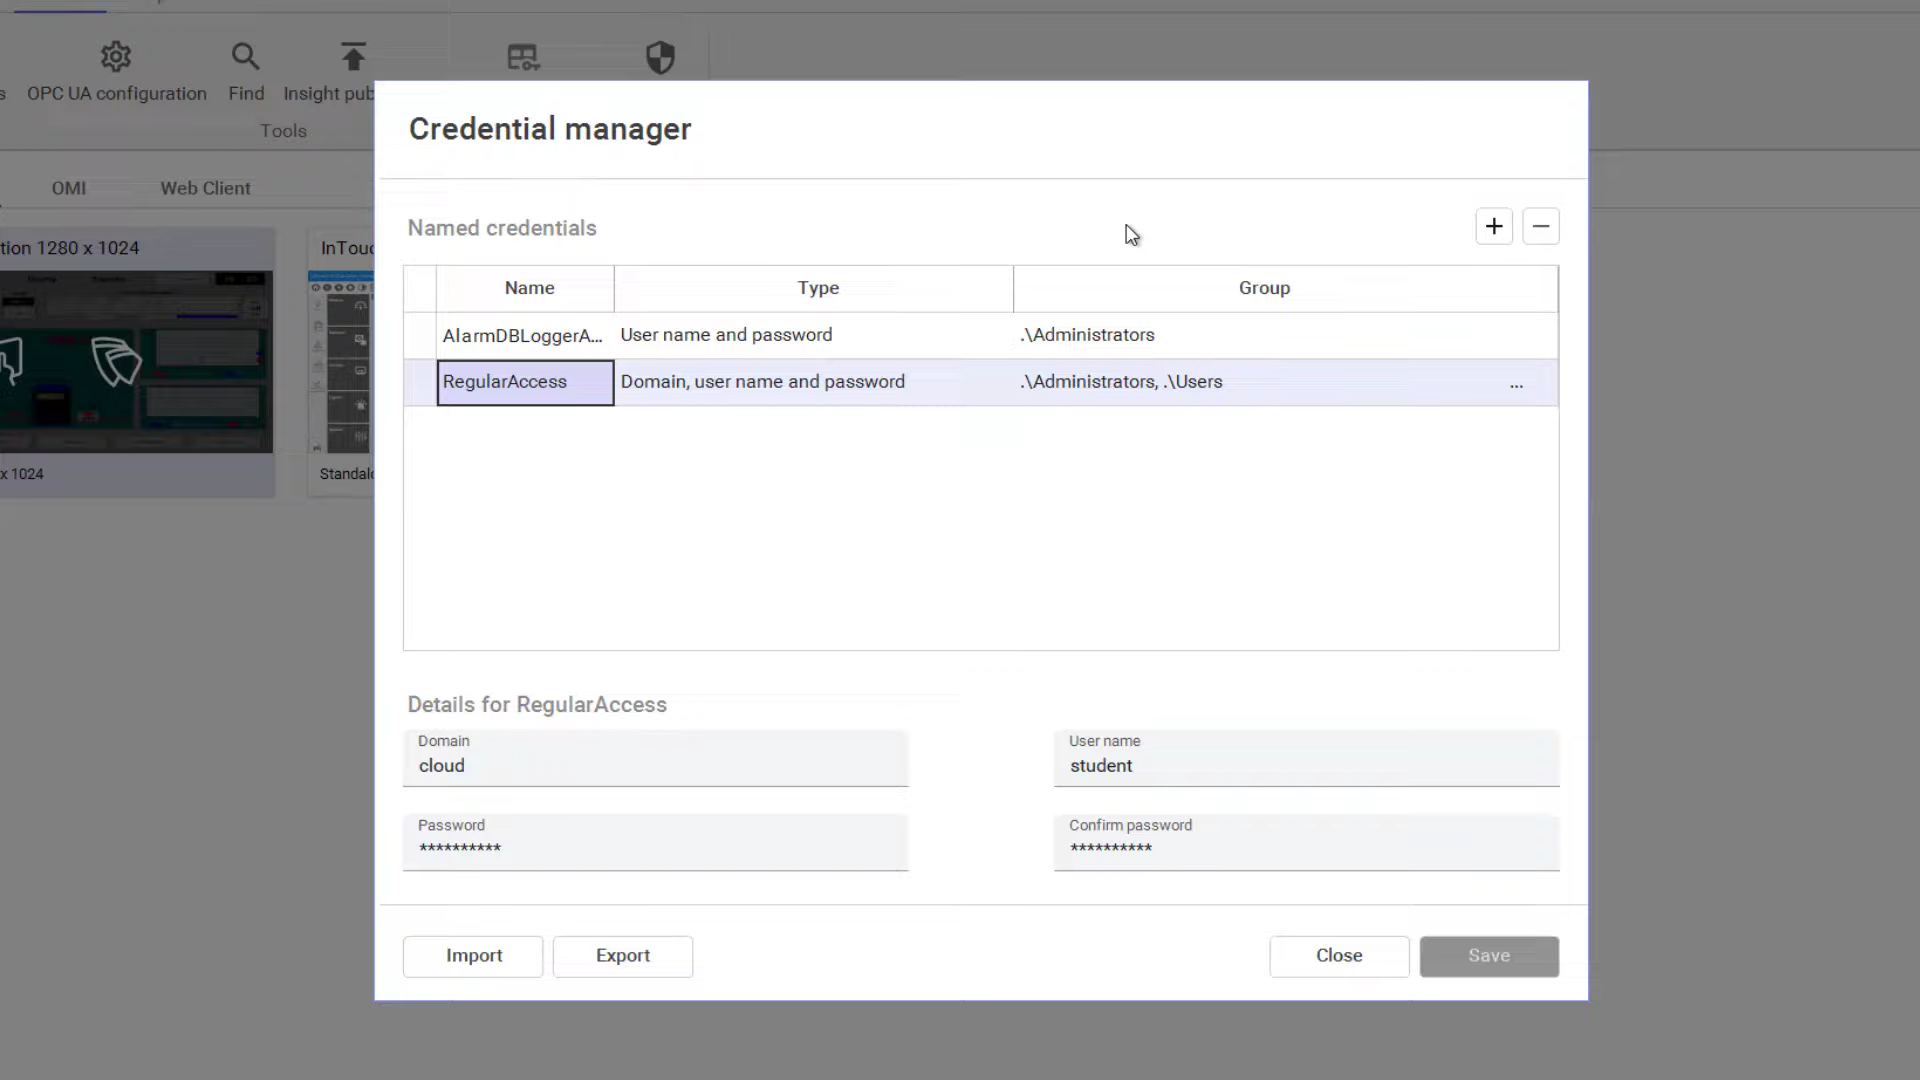 OPC UA configuration
Find
Insight pub
Tools
OMI
Web Client
tion 1280 x 1024
InTouc
x 1024
Standal
Credential manager
Named credentials
+
−
Name
Type
Group
AlarmDBLoggerA...
User name and password
.\Administrators
RegularAccess
Domain, user name and password
.\Administrators, .\Users
...
Details for RegularAccess
Domain
cloud
User name
student
Password
**********
Confirm password
**********
Import
Export
Close
Save